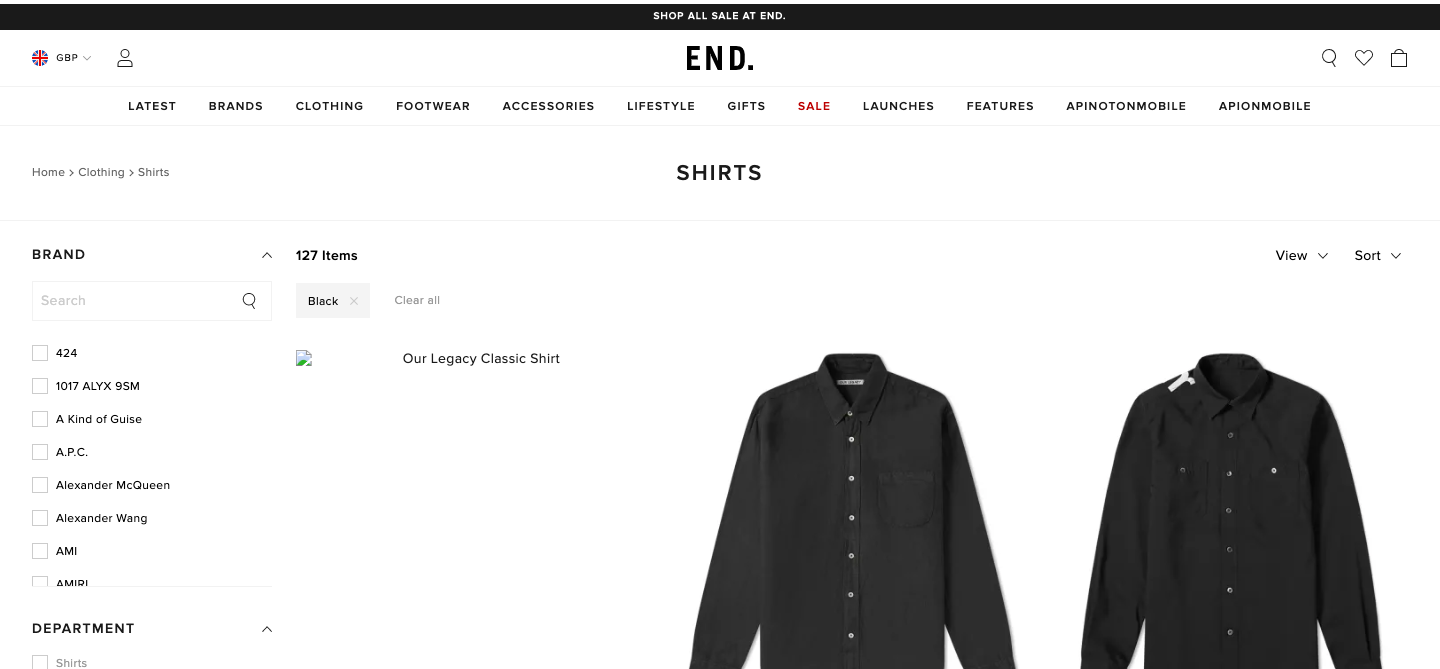 SHOP ALL SALE AT END.
GBP
END.
LATEST BRANDS CLOTHING FOOTWEAR ACCESSORIES LIFESTYLE GIFTS SALE LAUNCHES FEATURES APINOTONMOBILE APIONMOBILE
Home > Clothing > Shirts
SHIRTS
BRAND
127 Items
View
Sort
Search
Black
Clear all
424
1017 ALYX 9SM
A Kind of Guise
A.P.C.
Alexander McQueen
Alexander Wang
AMI
AMIRI
Our Legacy Classic Shirt
DEPARTMENT
Shirts